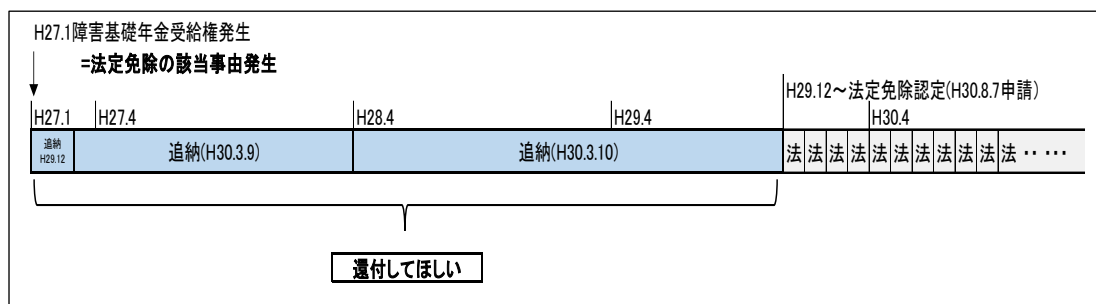 H27.1障害基礎年金受給権発生
=法定免除の該当事由発生
H29.12～法定免除認定(H30.8.7申請)
H27.1 H27.4 H28.4 H29.4 H30.4
追納
H29.12
追納(H30.3.9)
追納(H30.3.10)
法 法 法 法 法 法 法 法 法 法 法 ‥ …
還付してほしい